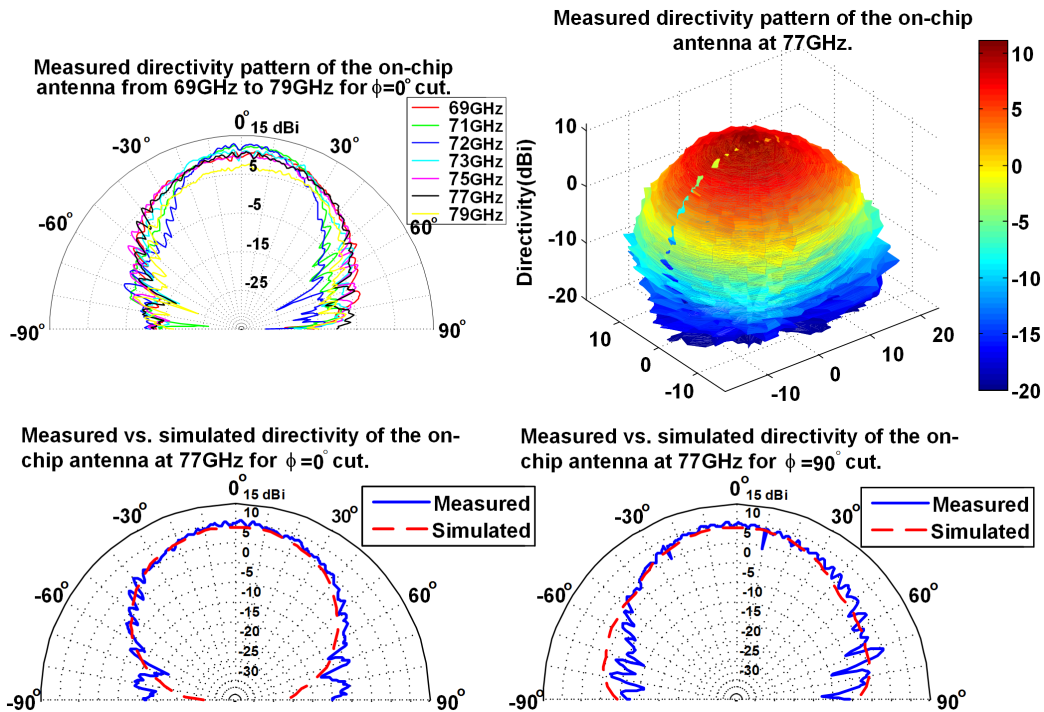 Measured directivity pattern of the on-chip
antenna from 69GHz to 79GHz for ϕ=0° cut.
69GHz
71GHz
72GHz
73GHz
75GHz
77GHz
79GHz
0° 15 dBi
-30°
30°
-60°
60°
-90°
90°
5
-5
-15
-25
Measured directivity pattern of the on-chip
antenna at 77GHz.
Directivity(dBi)
10
0
-10
-20
10
0
-10
-10
0
10
20
10
5
0
-5
-10
-15
-20
Measured vs. simulated directivity of the on-
chip antenna at 77GHz for ϕ=0° cut.
Measured
Simulated
0° 15 dBi
-30°
30°
-60°
60°
-90°
90°
10
5
0
-5
-10
-15
-20
-25
-30
Measured vs. simulated directivity of the on-
chip antenna at 77GHz for ϕ=90° cut.
Measured
Simulated
0° 15 dBi
-30°
30°
-60°
60°
-90°
90°
10
5
0
-5
-10
-15
-20
-25
-30